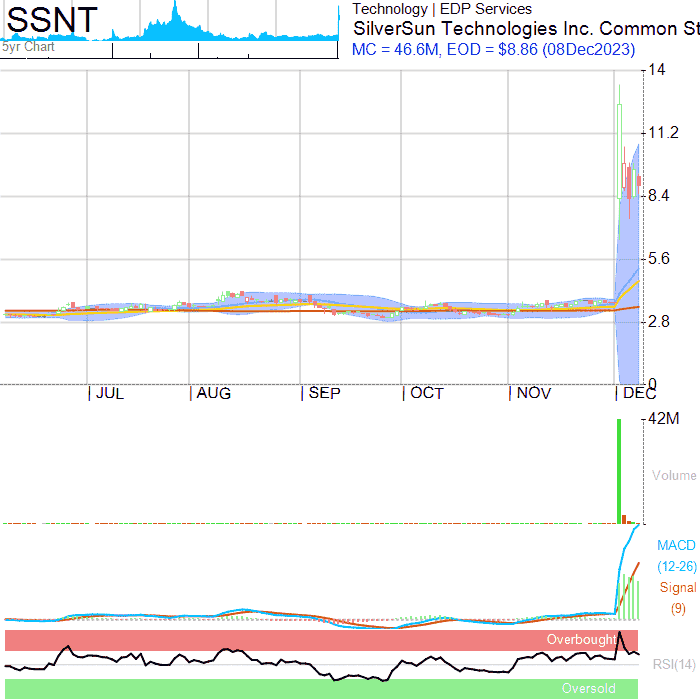 SSNT
5yr Chart
Technology | EDP Services
SilverSun Technologies Inc. Common St
MC = 46.6M, EOD = $8.86 (08Dec2023)
14
11.2
8.4
5.6
2.8
0
JUL
AUG
SEP
OCT
NOV
DEC
42M
Volume
MACD
(12-26)
Signal
(9)
Overbought
RSI(14)
Oversold